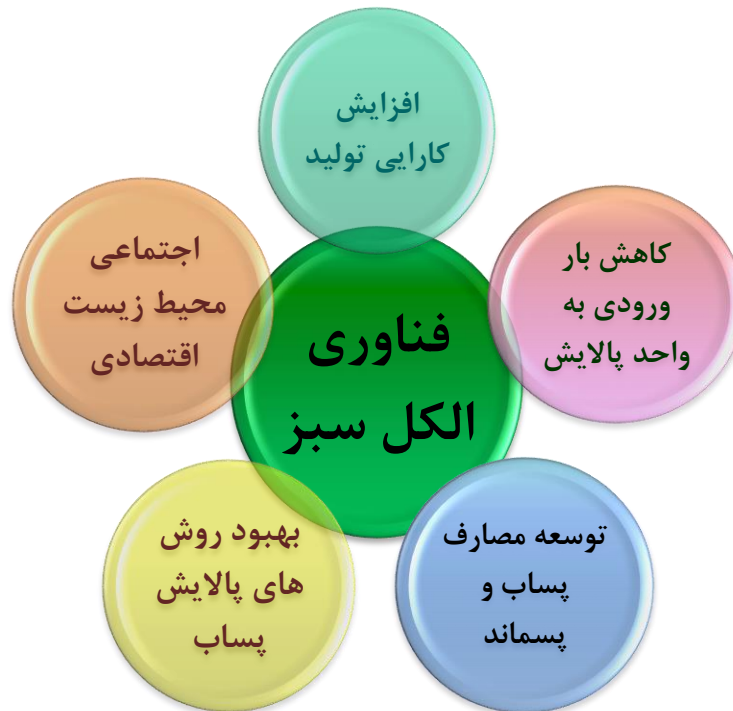 افزایش
کارایی تولید
کاهش بار
ورودی به
واحد پالایش
اجتماعی
محیط زیست
اقتصادی
فناوری
الکل سبز
توسعه مصارف
پساب و
پسماند
بهبود روش
های پالایش
پساب